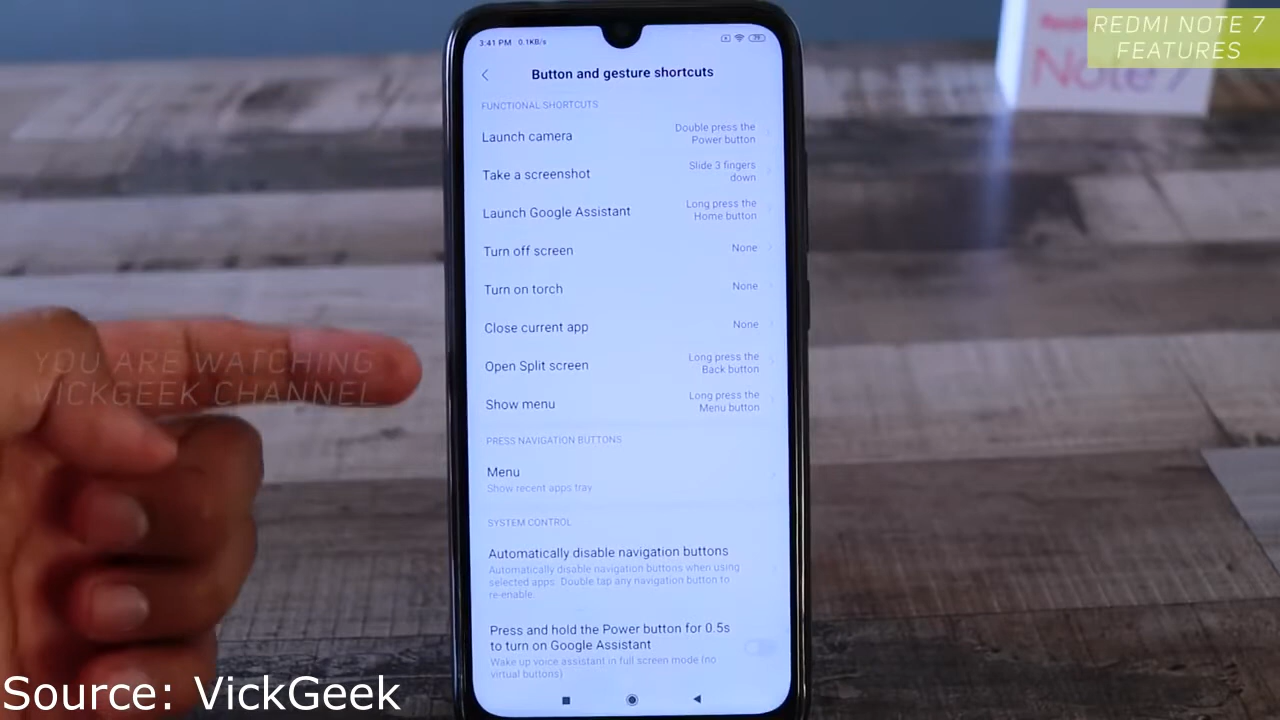 REDMI NOTE 7
FEATURES
Note 7
3:41 PM 0.1KB/s
79
Button and gesture shortcuts
FUNCTIONAL SHORTCUTS
Launch camera
Double press the
Power button
Take a screenshot
Slide 3 fingers
down
Launch Google Assistant
Long press the
Home button
Turn off screen
None
Turn on torch
None
Close current app
None
Open Split screen
Long press the
Back button
Show menu
Long press the
Menu button
PRESS NAVIGATION BUTTONS
Menu
Show recent apps tray
SYSTEM CONTROL
Automatically disable navigation buttons
Automatically disable navigation buttons when using
selected apps. Double tap any navigation button to
re-enable.
Press and hold the Power button for 0.5s
to turn on Google Assistant
Wake up voice assistant in full screen mode (no
virtual buttons)
YOU ARE WATCHING
VICKGEEK CHANNEL
Source: VickGeek